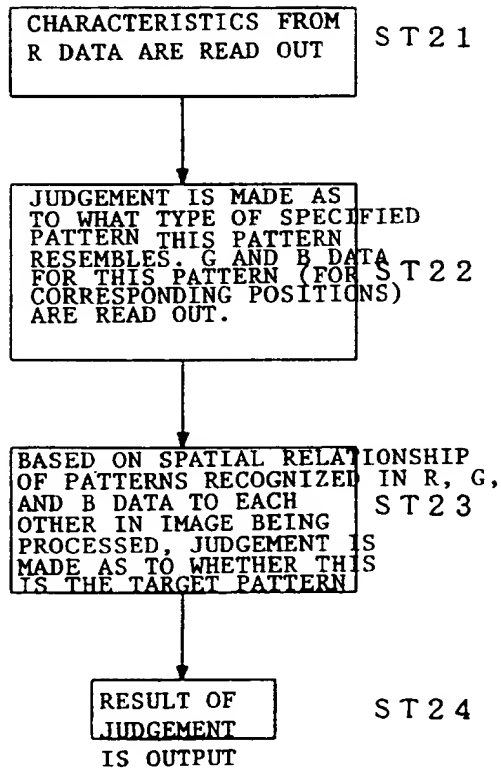 CHARACTERISTICS FROM
R DATA ARE READ OUT
ST21
JUDGEMENT IS MADE AS
TO WHAT TYPE OF SPECIFIED
PATTERN THIS PATTERN
RESEMBLES. G AND B DATA
FOR THIS PATTERN (FOR
CORRESPONDING POSITIONS)
ARE READ OUT.
ST22
BASED ON SPATIAL RELATIONSHIP
OF PATTERNS RECOGNIZED IN R, G,
AND B DATA TO EACH
OTHER IN IMAGE BEING
PROCESSED, JUDGEMENT IS
MADE AS TO WHETHER THIS
IS THE TARGET PATTERN
ST23
RESULT OF
JUDGEMENT
IS OUTPUT
ST24